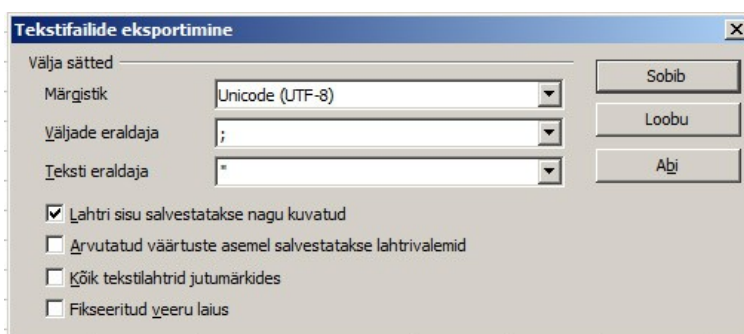 Tekstifailide eksportimine
Välja sätted
Märgistik
Unicode (UTF-8)
Väljade eraldaja
;
Teksti eraldaja
"
Lahtri sisu salvestatakse nagu kuvatud
Arvutatud väärtuste asemel salvestatakse lahtrivalemid
Kõik tekstilahtrid jutumärkides
Fikseeritud veeru laius
Sobib
Loobu
Abi